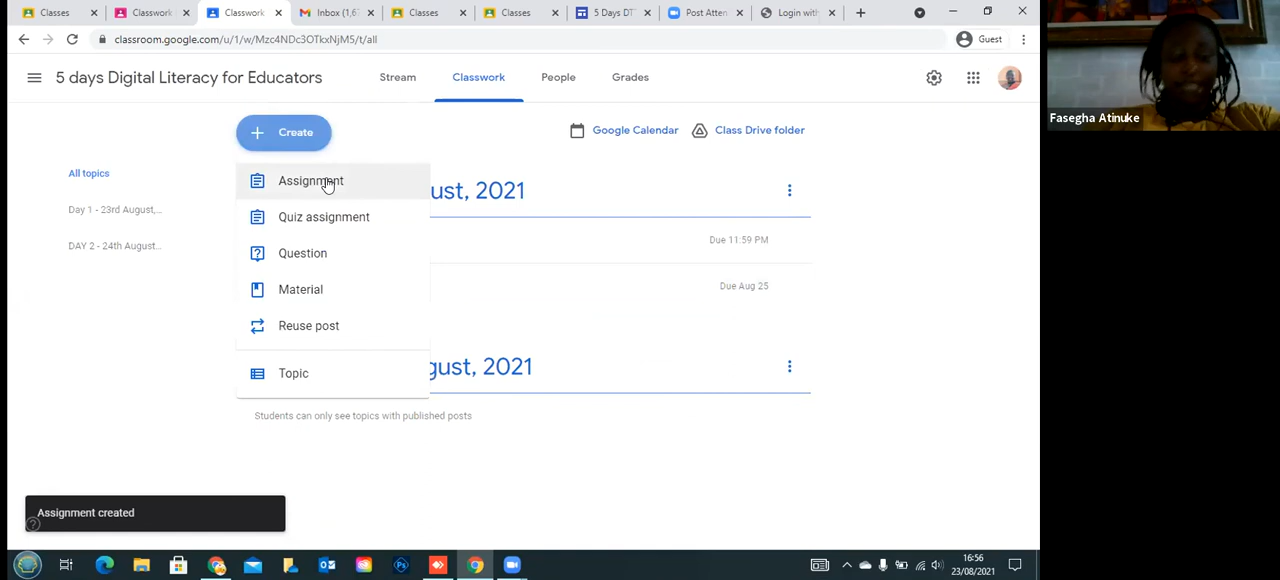 Classes
Classwork
Classwork
Inbox (1,6
Classes
Classes
5 Days DT
Post Atten
Login with
classroom.google.com/u/1/w/Mzc4NDc3OTkxNjM5/t/all
Guest
5 days Digital Literacy for Educators
Stream
Classwork
People
Grades
Create
Google Calendar
Class Drive folder
All topics
Day 1 - 23rd August,...
DAY 2 - 24th August..
Assignment
Quiz assignment
Question
Material
Reuse post
Topic
ust, 2021
Due 11:59 PM
Due Aug 25
gust, 2021
Students can only see topics with published posts
Assignment created
16:56
23/08/2021
Fasegha Atinuke